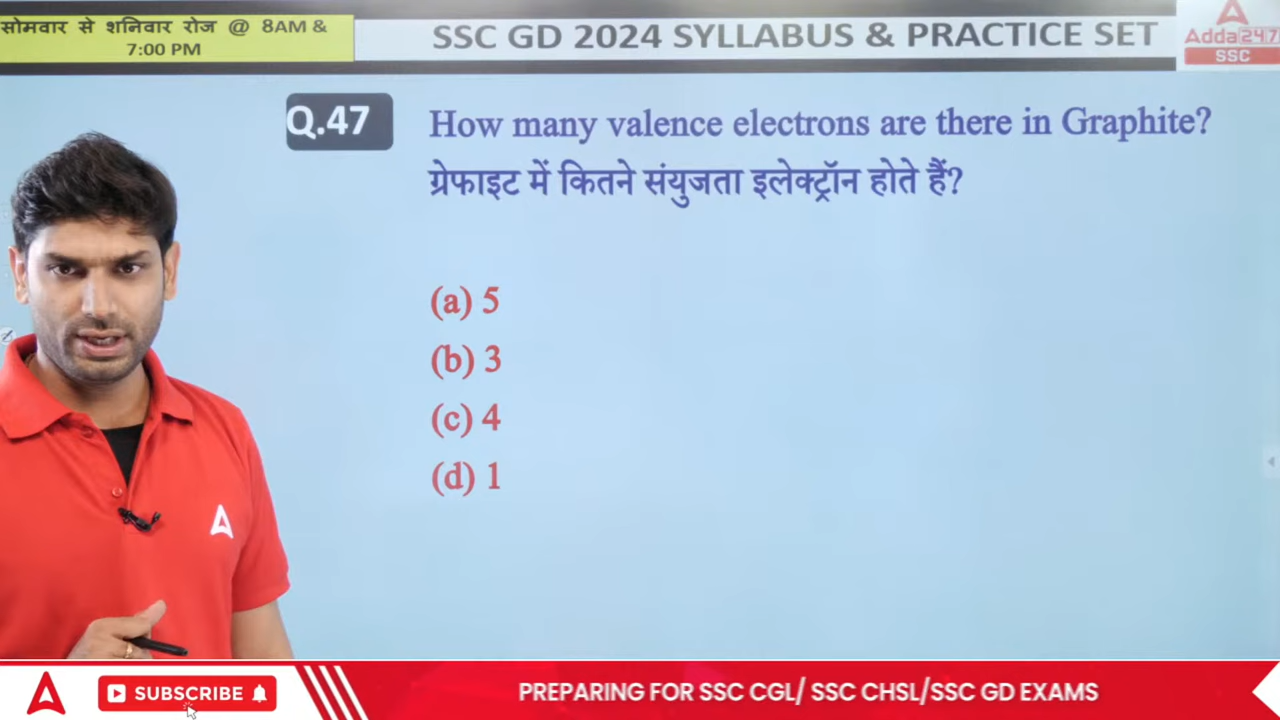 सोमवार से शनिवार रोज @ 8AM &
7:00 PM
SSC GD 2024 SYLLABUS & PRACTICE SET
Adda 247
SSC
Q.47
How many valence electrons are there in Graphite?
ग्रेफाइट में कितने संयुजता इलेक्ट्रॉन होते हैं?
(a) 5
(b) 3
(c) 4
(d) 1
SUBSCRIBE
PREPARING FOR SSC CGL/ SSC CHSL/SSC GD EXAMS